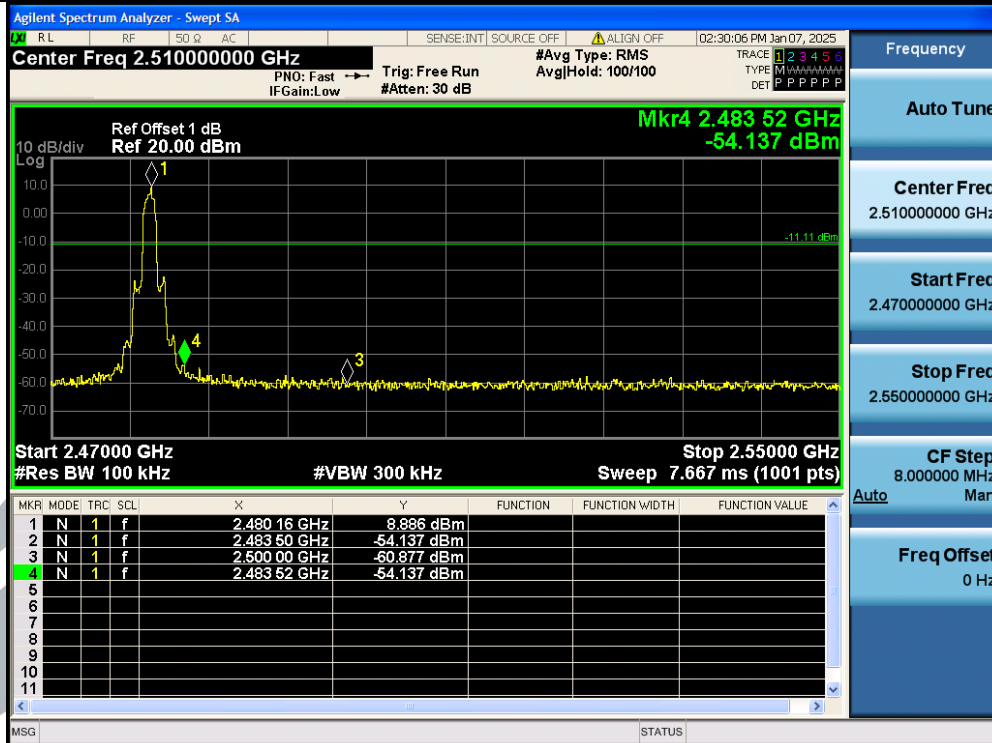 Agilent Spectrum Analyzer - Swept SA
LXI RL RF 50 Ω AC SENSE:INT SOURCE OFF ALIGN OFF 02:30:06 PM Jan 07, 2025
Center Freq 2.510000000 GHz
PNO: Fast
IFGain:Low
Trig: Free Run
#Atten: 30 dB
#Avg Type: RMS
Avg|Hold: 100/100
TRACE 1 2 3 4 5 6
TYPE M
DET P P P P P P
Mkr4 2.483 52 GHz
-54.137 dBm
Ref Offset 1 dB
10 dB/div Ref 20.00 dBm
Log
10.0
0.00
-10.0
-20.0
-30.0
-40.0
-50.0
-60.0
-70.0
1
-11.11 dBm
4
3
Start 2.47000 GHz Stop 2.55000 GHz
#Res BW 100 kHz #VBW 300 kHz Sweep 7.667 ms (1001 pts)
MKR MODE TRC SCL X Y FUNCTION FUNCTION WIDTH FUNCTION VALUE
1 N 1 f 2.480 16 GHz 8.886 dBm
2 N 1 f 2.483 50 GHz -54.137 dBm
3 N 1 f 2.500 00 GHz -60.877 dBm
4 N 1 f 2.483 52 GHz -54.137 dBm
5
6
7
8
9
10
11
MSG STATUS
Frequency
Auto Tune
Center Freq
2.510000000 GHz
Start Freq
2.470000000 GHz
Stop Freq
2.550000000 GHz
CF Step
8.000000 MHz
Auto Man
Freq Offset
0 Hz